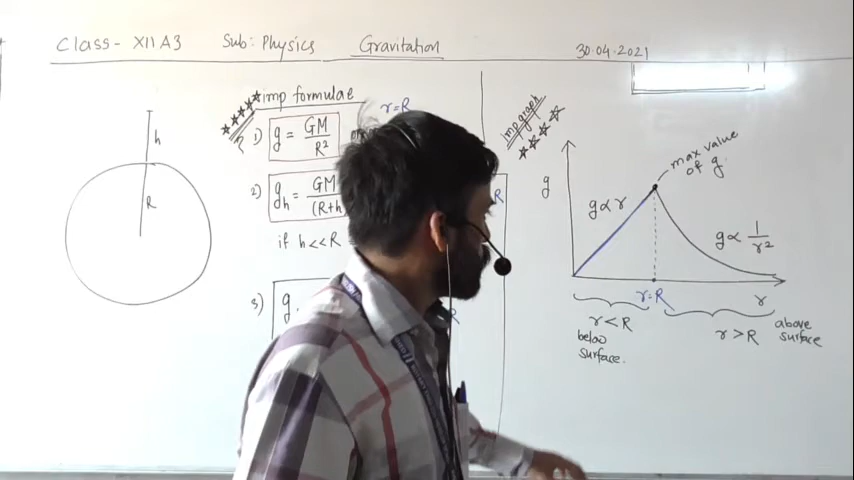 Class- XII A3 Sub: Physics Gravitation 30.04.2021
h
R
imp formulae
r=R
1) g = GM/R²
2) g_h = GM/(R+h
R
if h<<R
3) g
R
Imp graph
g
max value
of g
g∝r
g∝ 1/r²
r=R
r
r<R
below
surface.
r>R
above
surface